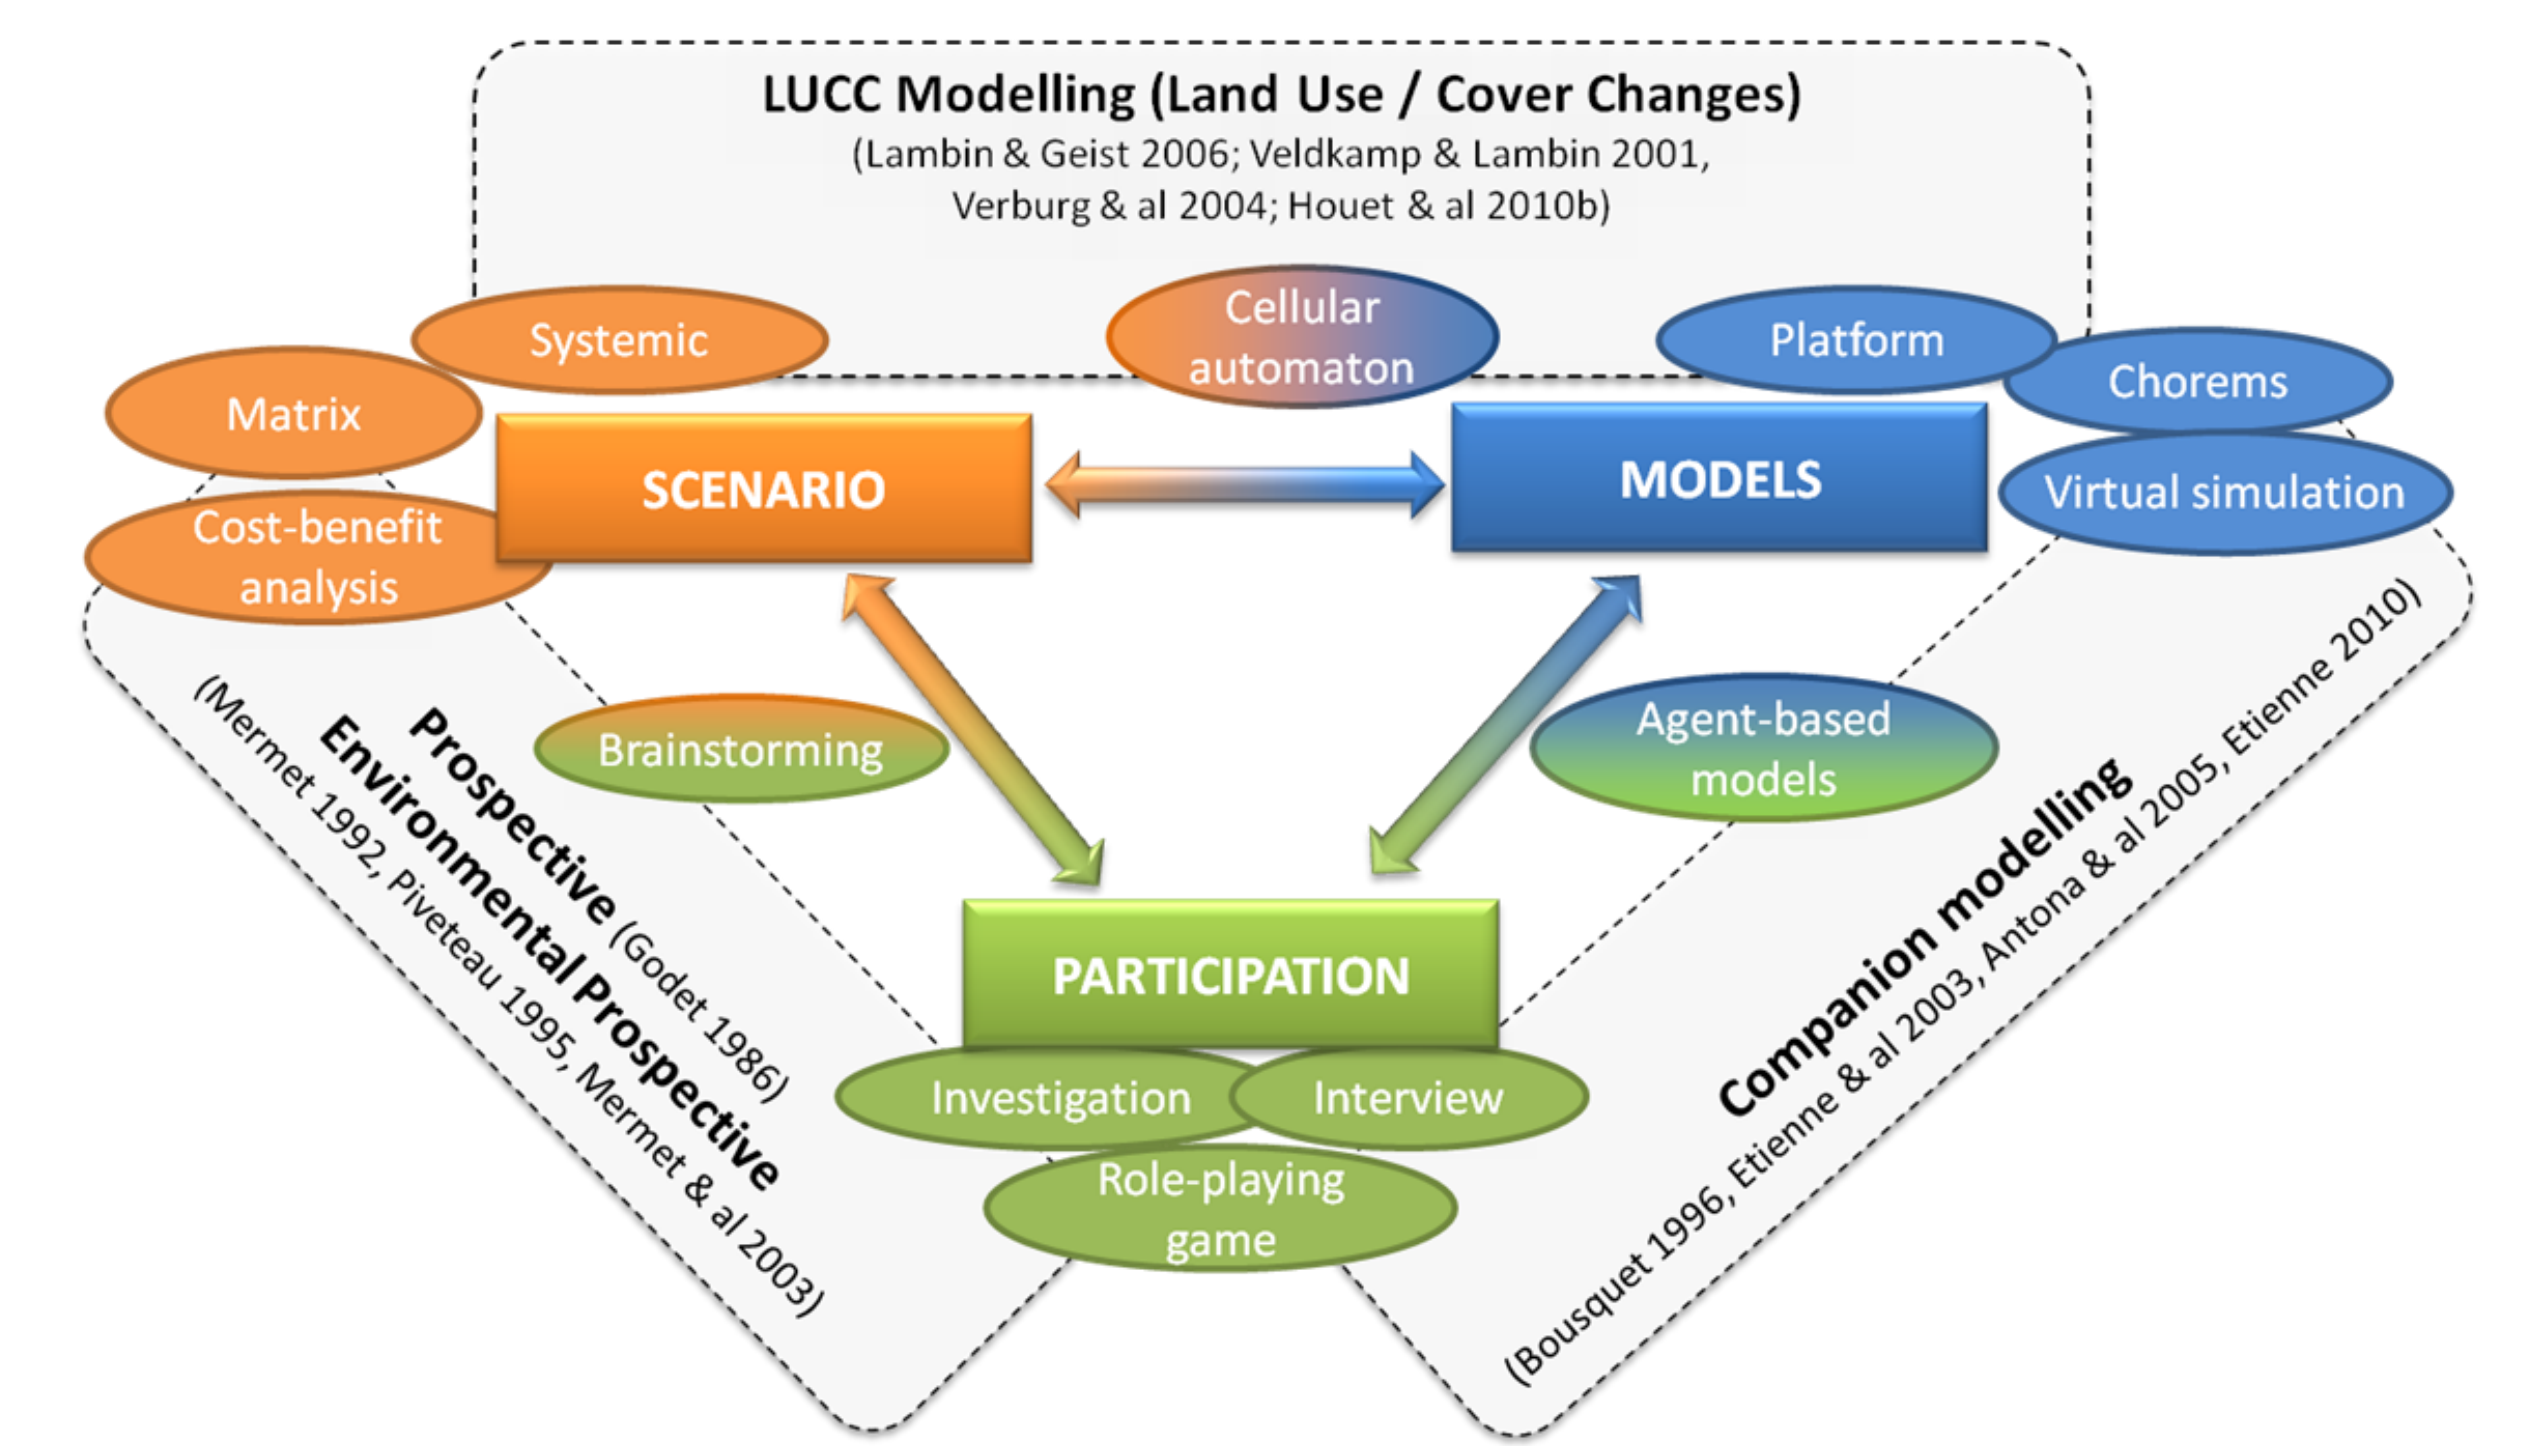 LUCC Modelling (Land Use / Cover Changes)
(Lambin & Geist 2006; Veldkamp & Lambin 2001,
Verburg & al 2004; Houet & al 2010b)
Systemic
Cellular
automaton
Platform
Chorems
Matrix
SCENARIO
MODELS
Virtual simulation
Cost-benefit
analysis
Brainstorming
Agent-based
models
Prospective (Godet 1986)
Environmental Prospective
(Mermet 1992, Piveteau 1995, Mermet & al 2003)
Companion modelling
(Bousquet 1996, Etienne & al 2003, Antona & al 2005, Etienne 2010)
PARTICIPATION
Investigation
Interview
Role-playing
game